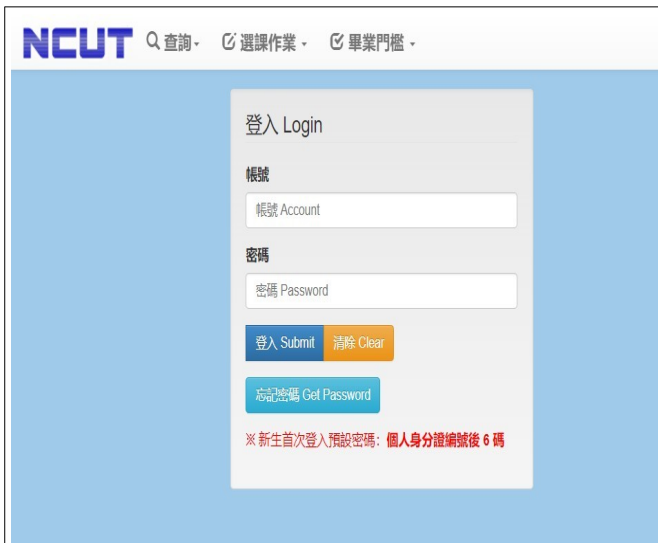 NCUT 查詢 選課作業 畢業門檻
登入 Login
帳號
帳號 Account
密碼
密碼 Password
登入 Submit 清除 Clear
忘記密碼 Get Password
※ 新生首次登入預設密碼：個人身分證編號後 6 碼